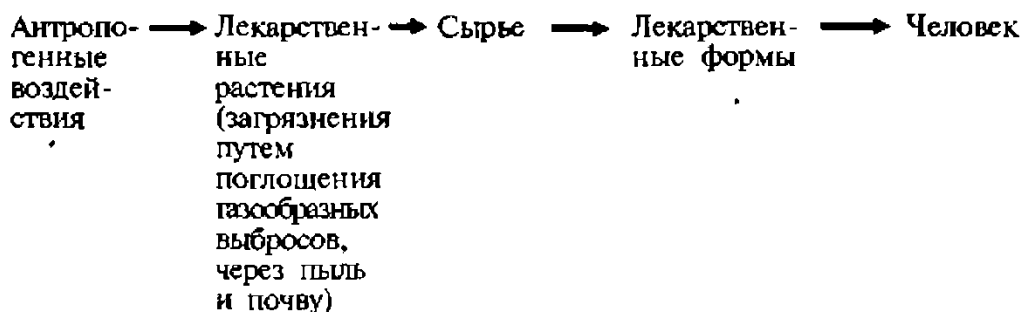 Антропо- Лекарствен- Сырье Лекарствен- Человек
генные ные ные формы
воздей- растения
ствия (загрязнения
путем
поглощения
газообразных
выбросов,
через пыль
и почву)